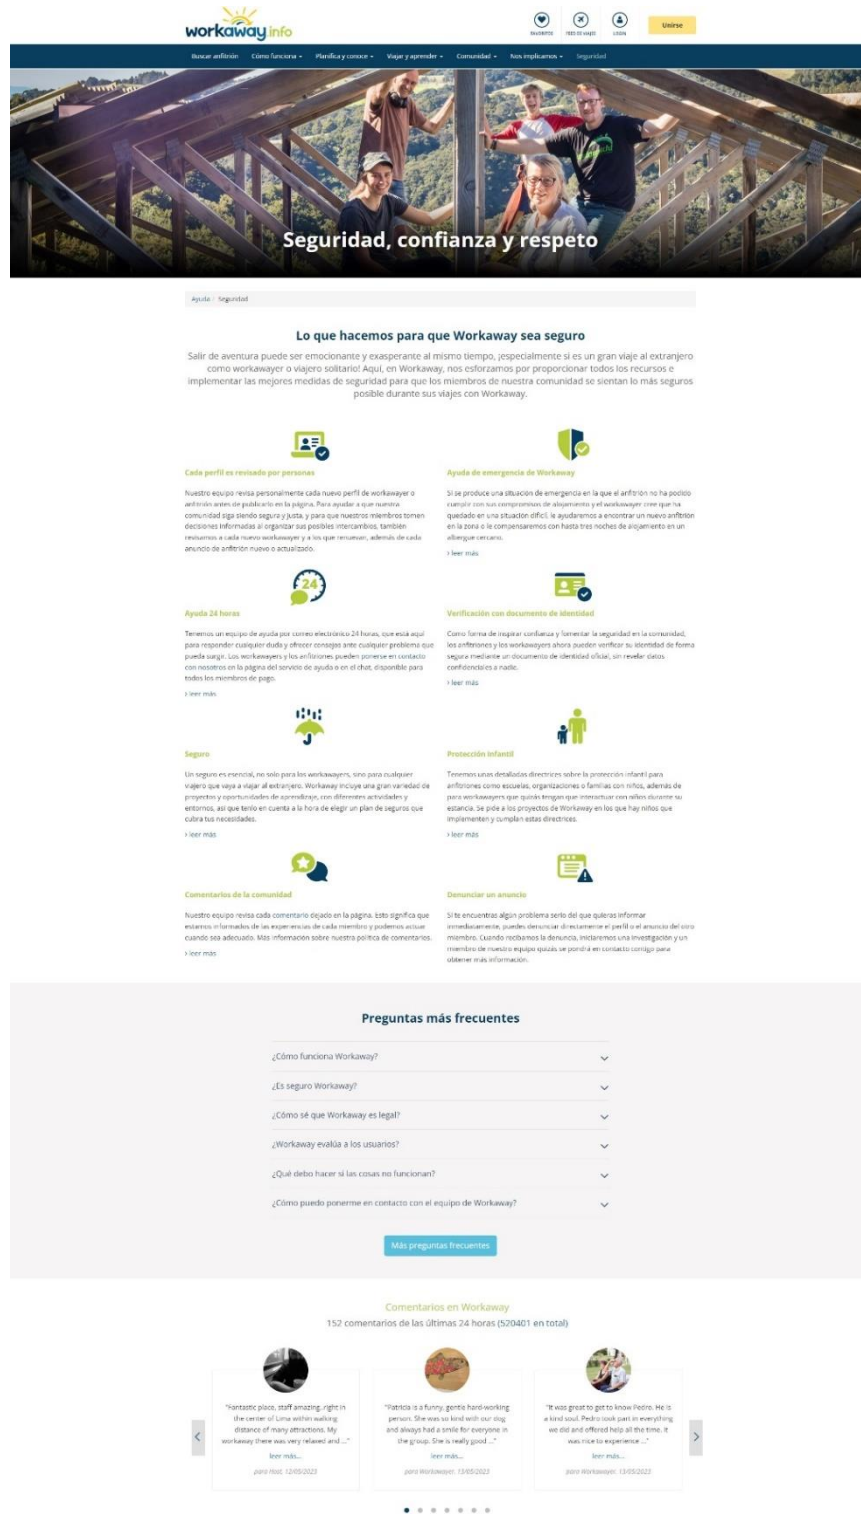 workaway.info
FAVORITOS FEED DE VIAJES LOGIN Unirse
Buscar anfitrión Cómo funciona Planifica y conoce Viajar y aprender Comunidad Nos implicamos Seguridad
Seguridad, confianza y respeto
Ayuda / Seguridad
Lo que hacemos para que Workaway sea seguro
Salir de aventura puede ser emocionante y exasperante al mismo tiempo, ¡especialmente si es un gran viaje al extranjero
como workawayer o viajero solitario! Aquí, en Workaway, nos esforzamos por proporcionar todos los recursos e
implementar las mejores medidas de seguridad para que los miembros de nuestra comunidad se sientan lo más seguros
posible durante sus viajes con Workaway.
Cada perfil es revisado por personas
Nuestro equipo revisa personalmente cada nuevo perfil de workawayer o
anfitrión antes de publicarlo en la página. Para ayudar a que nuestra
comunidad siga siendo segura y justa, y para que nuestros miembros tomen
decisiones informadas al organizar sus posibles intercambios, también
revisamos a cada nuevo workawayer y a los que renuevan, además de cada
anuncio de anfitrión nuevo o actualizado.
Ayuda de emergencia de Workaway
Si se produce una situación de emergencia en la que el anfitrión no ha podido
cumplir con sus compromisos de alojamiento y el workawayer cree que ha
quedado en una situación difícil, le ayudaremos a encontrar un nuevo anfitrión
en la zona o le compensaremos con hasta tres noches de alojamiento en un
albergue cercano.
› leer más
24
Ayuda 24 horas
Tenemos un equipo de ayuda por correo electrónico 24 horas, que está aquí
para responder cualquier duda y ofrecer consejos ante cualquier problema que
pueda surgir. Los workawayers y los anfitriones pueden ponerse en contacto
con nosotros en la página del servicio de ayuda o en el chat, disponible para
todos los miembros de pago.
› leer más
Verificación con documento de identidad
Como forma de inspirar confianza y fomentar la seguridad en la comunidad,
los anfitriones y los workawayers ahora pueden verificar su identidad de forma
segura mediante un documento de identidad oficial, sin revelar datos
confidenciales a nadie.
› leer más
Seguro
Un seguro es esencial, no solo para los workawayers, sino para cualquier
viajero que vaya a viajar al extranjero. Workaway incluye una gran variedad de
proyectos y oportunidades de aprendizaje, con diferentes actividades y
entornos, así que tenlo en cuenta a la hora de elegir un plan de seguros que
cubra tus necesidades.
› leer más
Protección infantil
Tenemos unas detalladas directrices sobre la protección infantil para
anfitriones como escuelas, organizaciones o familias con niños, además de
para workawayers que quizás tengan que interactuar con niños durante su
estancia. Se pide a los proyectos de Workaway en los que hay niños que
implementen y cumplan estas directrices.
› leer más
Comentarios de la comunidad
Nuestro equipo revisa cada comentario dejado en la página. Esto significa que
estamos informados de las experiencias de cada miembro y podemos actuar
cuando sea adecuado. Más información sobre nuestra política de comentarios.
› leer más
Denunciar un anuncio
Si te encuentras algún problema serio del que quieras informar
inmediatamente, puedes denunciar directamente el perfil o el anuncio del otro
miembro. Cuando recibamos la denuncia, iniciaremos una investigación y un
miembro de nuestro equipo quizás se pondrá en contacto contigo para
obtener más información.
Preguntas más frecuentes
¿Cómo funciona Workaway?
¿Es seguro Workaway?
¿Cómo sé que Workaway es legal?
¿Workaway evalúa a los usuarios?
¿Qué debo hacer si las cosas no funcionan?
¿Cómo puedo ponerme en contacto con el equipo de Workaway?
Más preguntas frecuentes
Comentarios en Workaway
152 comentarios de las últimas 24 horas (520401 en total)
"Fantastic place, staff amazing, right in
the center of Lima within walking
distance of many attractions. My
workaway there was very relaxed and ..."
leer más...
para Host, 12/05/2023
"Patricia is a funny, gentle hard-working
person. She was so kind with our dog
and always had a smile for everyone in
the group. She is really good ..."
leer más...
para Workawayer, 13/05/2023
"It was great to get to know Pedro. He is
a kind soul. Pedro took part in everything
we did and offered help all the time. It
was nice to experience ..."
leer más...
para Workawayer, 13/05/2023